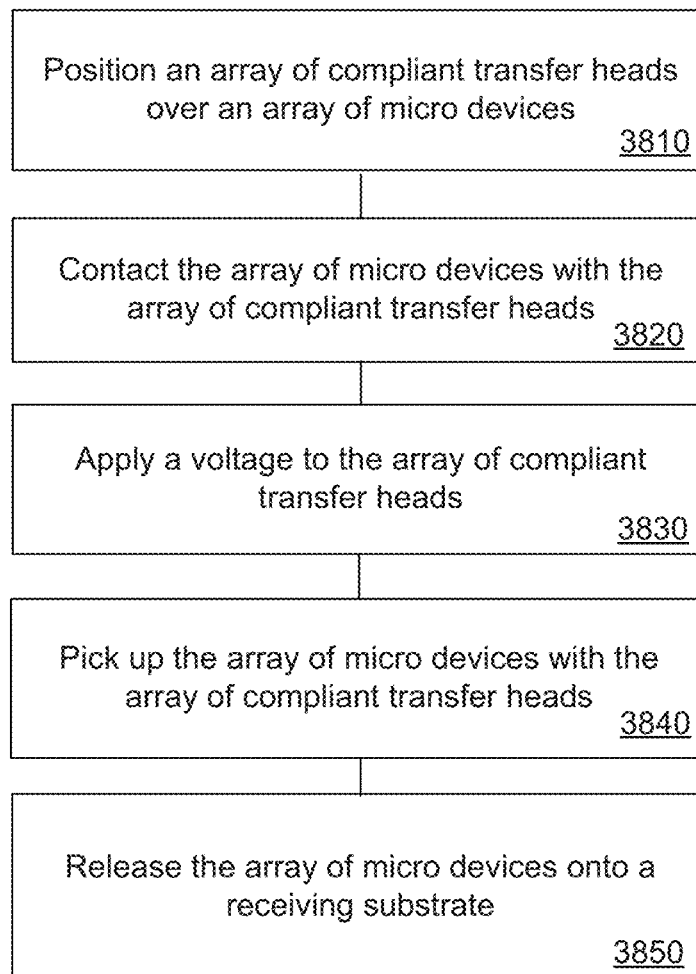 Position an array of compliant transfer heads
over an array of micro devices
3810
Contact the array of micro devices with the
array of compliant transfer heads
3820
Apply a voltage to the array of compliant
transfer heads
3830
Pick up the array of micro devices with the
array of compliant transfer heads
3840
Release the array of micro devices onto a
receiving substrate
3850